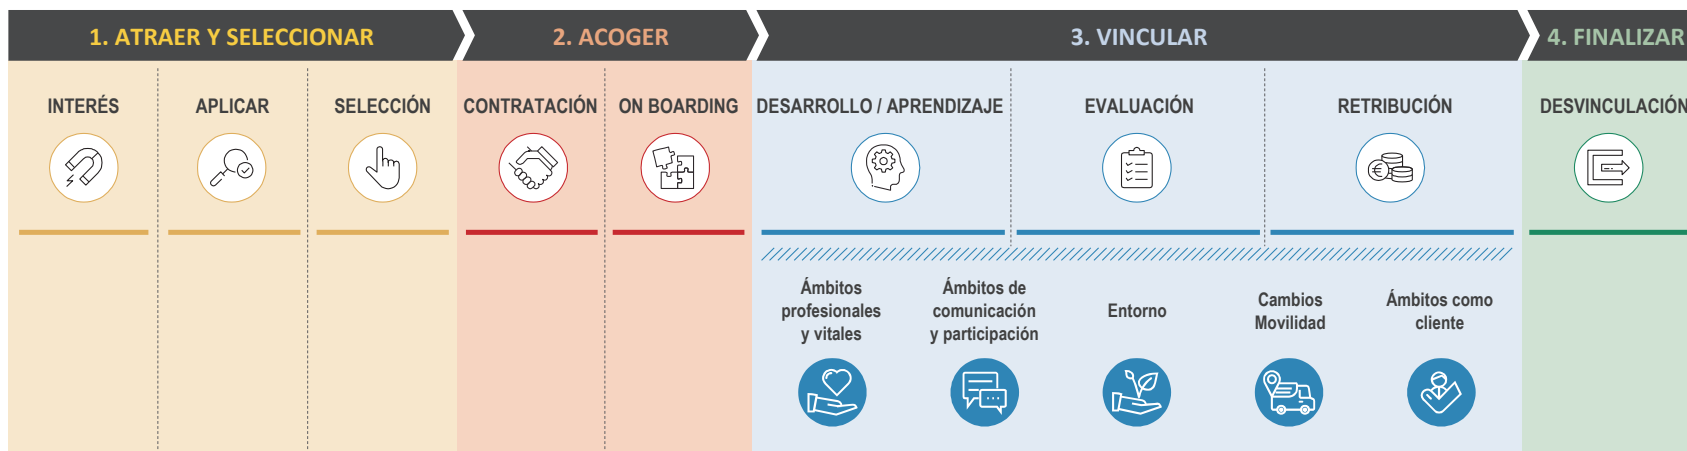 1. ATRAER Y SELECCIONAR
2. ACOGER
3. VINCULAR
4. FINALIZAR
INTERÉS
APLICAR
SELECCIÓN
CONTRATACIÓN
ON BOARDING
DESARROLLO / APRENDIZAJE
EVALUACIÓN
RETRIBUCIÓN
DESVINCULACIÓN
Ámbitos
profesionales
y vitales
Ámbitos de
comunicación
y participación
Entorno
Cambios
Movilidad
Ámbitos como
cliente